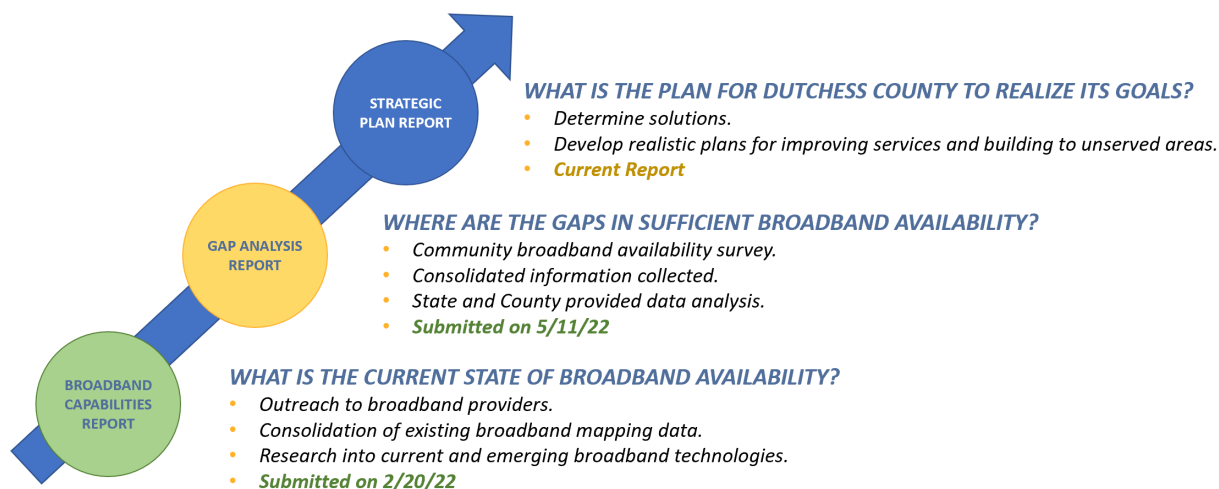 STRATEGIC
PLAN REPORT
WHAT IS THE PLAN FOR DUTCHESS COUNTY TO REALIZE ITS GOALS?
• Determine solutions.
• Develop realistic plans for improving services and building to unserved areas.
• Current Report
GAP ANALYSIS
REPORT
WHERE ARE THE GAPS IN SUFFICIENT BROADBAND AVAILABILITY?
• Community broadband availability survey.
• Consolidated information collected.
• State and County provided data analysis.
• Submitted on 5/11/22
BROADBAND
CAPABILITIES
REPORT
WHAT IS THE CURRENT STATE OF BROADBAND AVAILABILITY?
• Outreach to broadband providers.
• Consolidation of existing broadband mapping data.
• Research into current and emerging broadband technologies.
• Submitted on 2/20/22